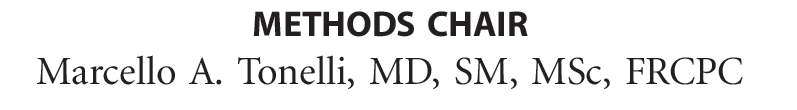 METHODS CHAIR
Marcello A. Tonelli, MD, SM, MSc, FRCPC